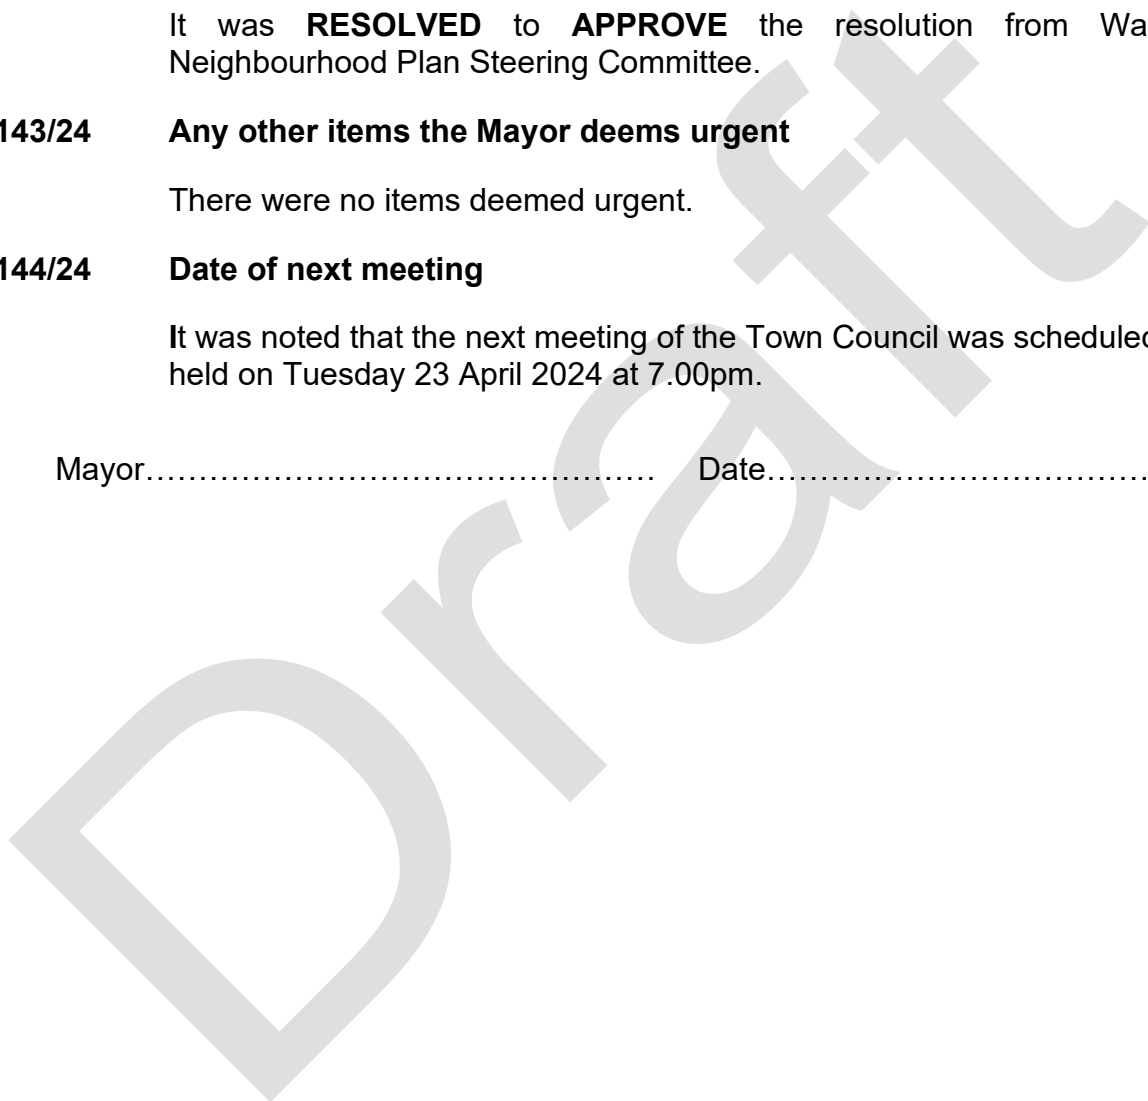 It was RESOLVED to APPROVE the resolution from Wa
Neighbourhood Plan Steering Committee.
143/24 Any other items the Mayor deems urgent
There were no items deemed urgent.
144/24 Date of next meeting
It was noted that the next meeting of the Town Council was scheduled
held on Tuesday 23 April 2024 at 7.00pm.
Mayor………………………………………… Date………………………………
Draft